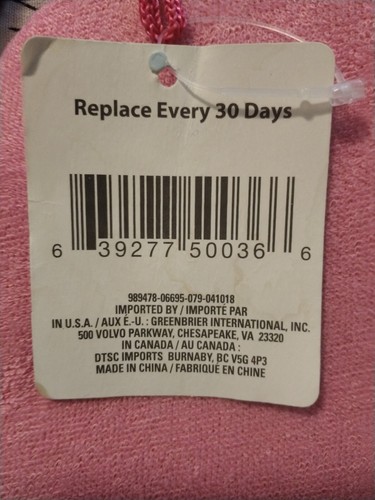 Replace Every 30 Days
6 39277 50036 6
989478-06695-079-041018
IMPORTED BY / IMPORTÉ PAR
IN U.S.A. / AUX É.-U. : GREENBRIER INTERNATIONAL, INC.
500 VOLVO PARKWAY, CHESAPEAKE, VA 23320
IN CANADA / AU CANADA :
DTSC IMPORTS BURNABY, BC V5G 4P3
MADE IN CHINA / FABRIQUÉ EN CHINE